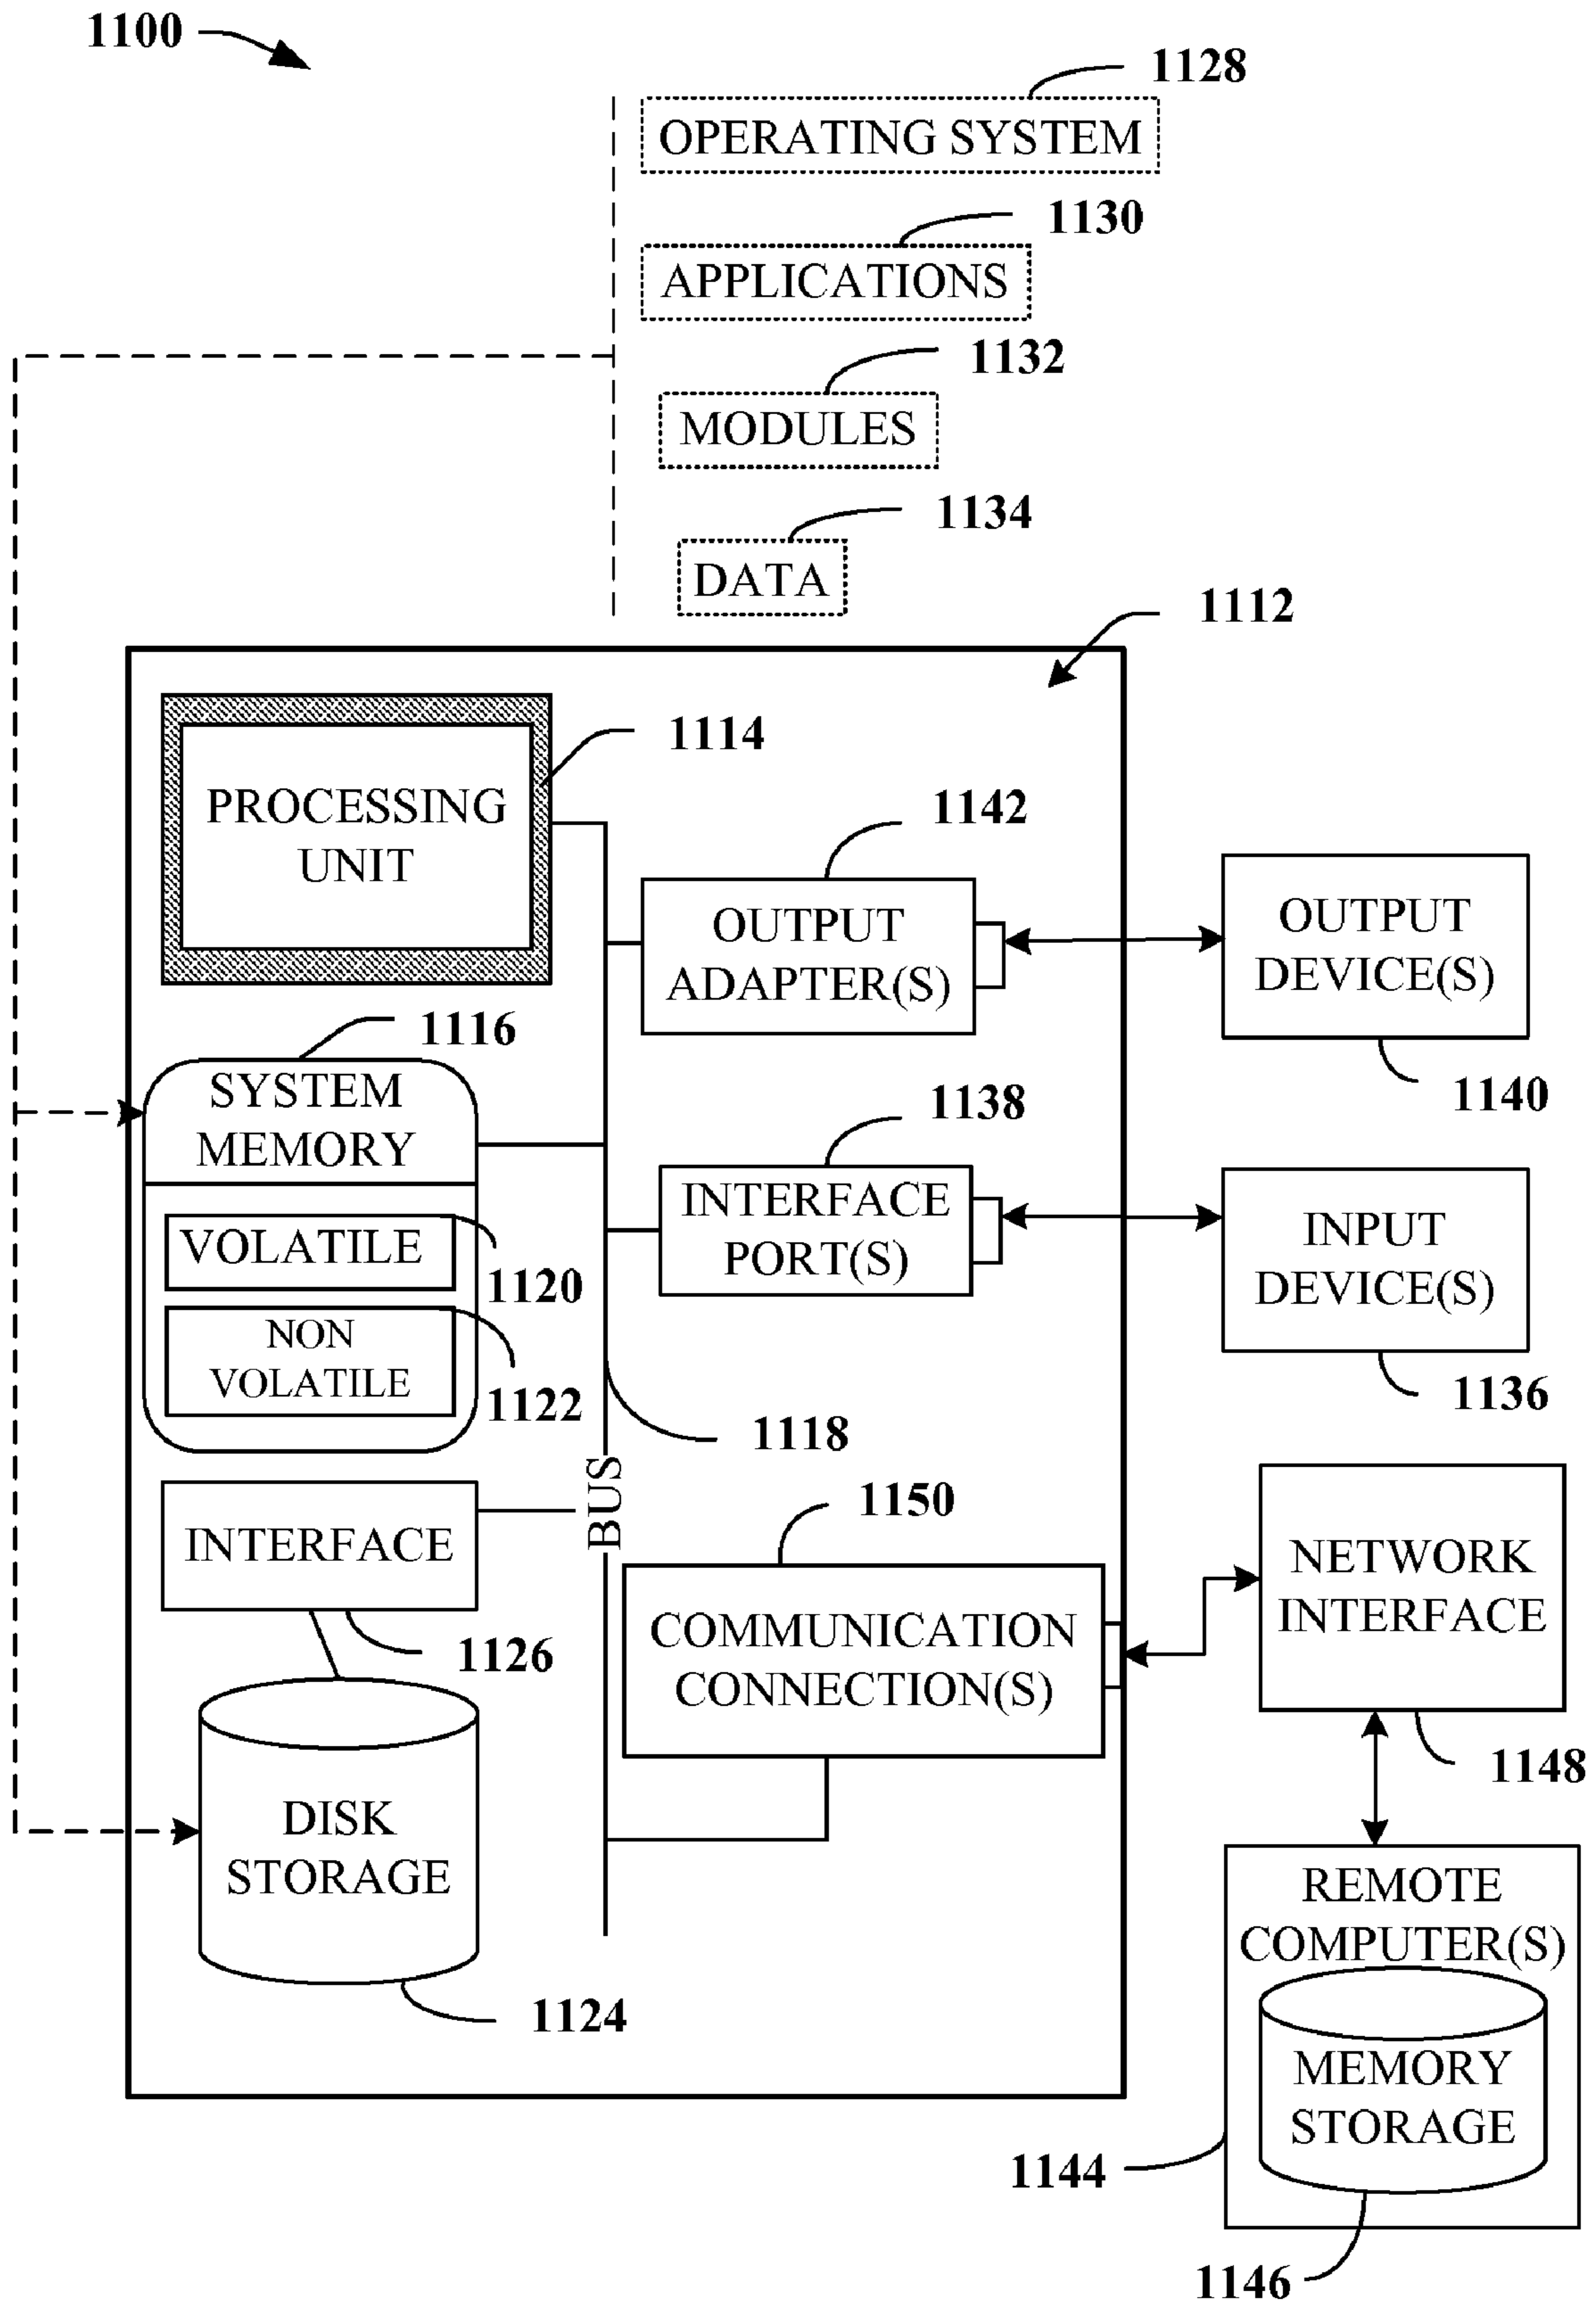 1100
1128
OPERATING SYSTEM
1130
APPLICATIONS
1132
MODULES
1134
DATA
1112
PROCESSING
UNIT
1114
1142
OUTPUT
ADAPTER(S)
OUTPUT
DEVICE(S)
1140
1116
SYSTEM
MEMORY
VOLATILE
1120
NON
VOLATILE
1122
1138
INTERFACE
PORT(S)
INPUT
DEVICE(S)
1136
1118
BUS
INTERFACE
1126
1150
COMMUNICATION
CONNECTION(S)
NETWORK
INTERFACE
1148
DISK
STORAGE
1124
REMOTE
COMPUTER(S)
MEMORY
STORAGE
1144
1146